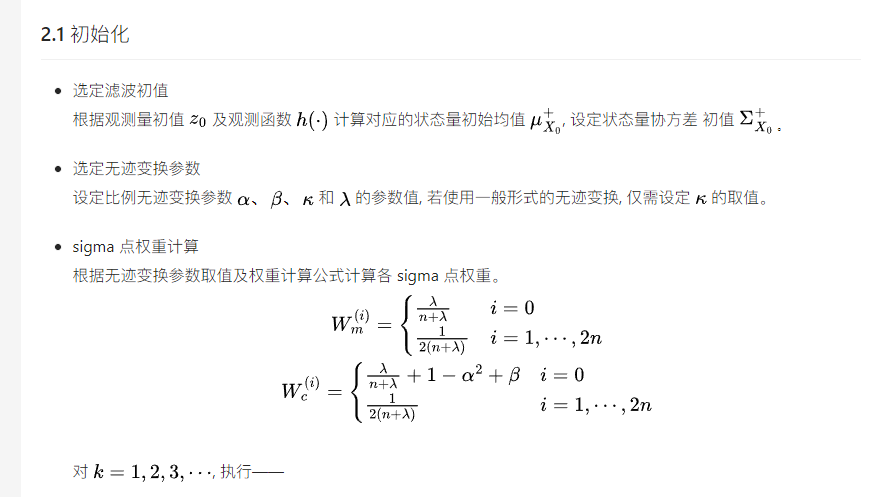 2.1 初始化
• 选定滤波初值
根据观测量初值 $z_0$ 及观测函数 $h(\cdot)$ 计算对应的状态量初始均值 $\mu_{X_0}^{+}$, 设定状态量协方差 初值 $\Sigma_{X_0}^{+}$ 。
• 选定无迹变换参数
设定比例无迹变换参数 $\alpha$、$\beta$、$\kappa$ 和 $\lambda$ 的参数值, 若使用一般形式的无迹变换, 仅需设定 $\kappa$ 的取值。
• sigma 点权重计算
根据无迹变换参数取值及权重计算公式计算各 sigma 点权重。
$W_m^{(i)} = \begin{cases} \frac{\lambda}{n+\lambda} & i = 0 \\ \frac{1}{2(n+\lambda)} & i = 1, \cdots, 2n \end{cases}$
$W_c^{(i)} = \begin{cases} \frac{\lambda}{n+\lambda} + 1 - \alpha^2 + \beta & i = 0 \\ \frac{1}{2(n+\lambda)} & i = 1, \cdots, 2n \end{cases}$
对 $k = 1, 2, 3, \cdots$, 执行——